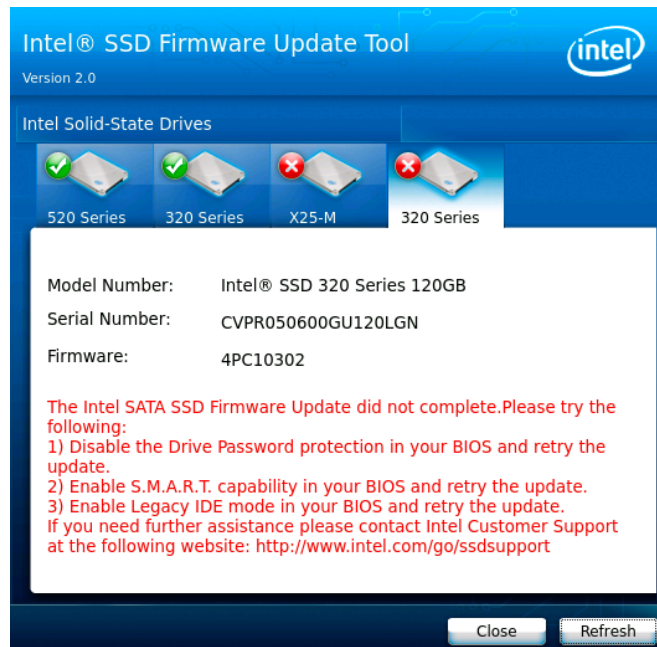 Intel® SSD Firmware Update Tool
intel
Version 2.0
Intel Solid-State Drives
520 Series
320 Series
X25-M
320 Series
Model Number: Intel® SSD 320 Series 120GB
Serial Number: CVPR050600GU120LGN
Firmware: 4PC10302
The Intel SATA SSD Firmware Update did not complete.Please try the
following:
1) Disable the Drive Password protection in your BIOS and retry the
update.
2) Enable S.M.A.R.T. capability in your BIOS and retry the update.
3) Enable Legacy IDE mode in your BIOS and retry the update.
If you need further assistance please contact Intel Customer Support
at the following website: http://www.intel.com/go/ssdsupport
Close
Refresh